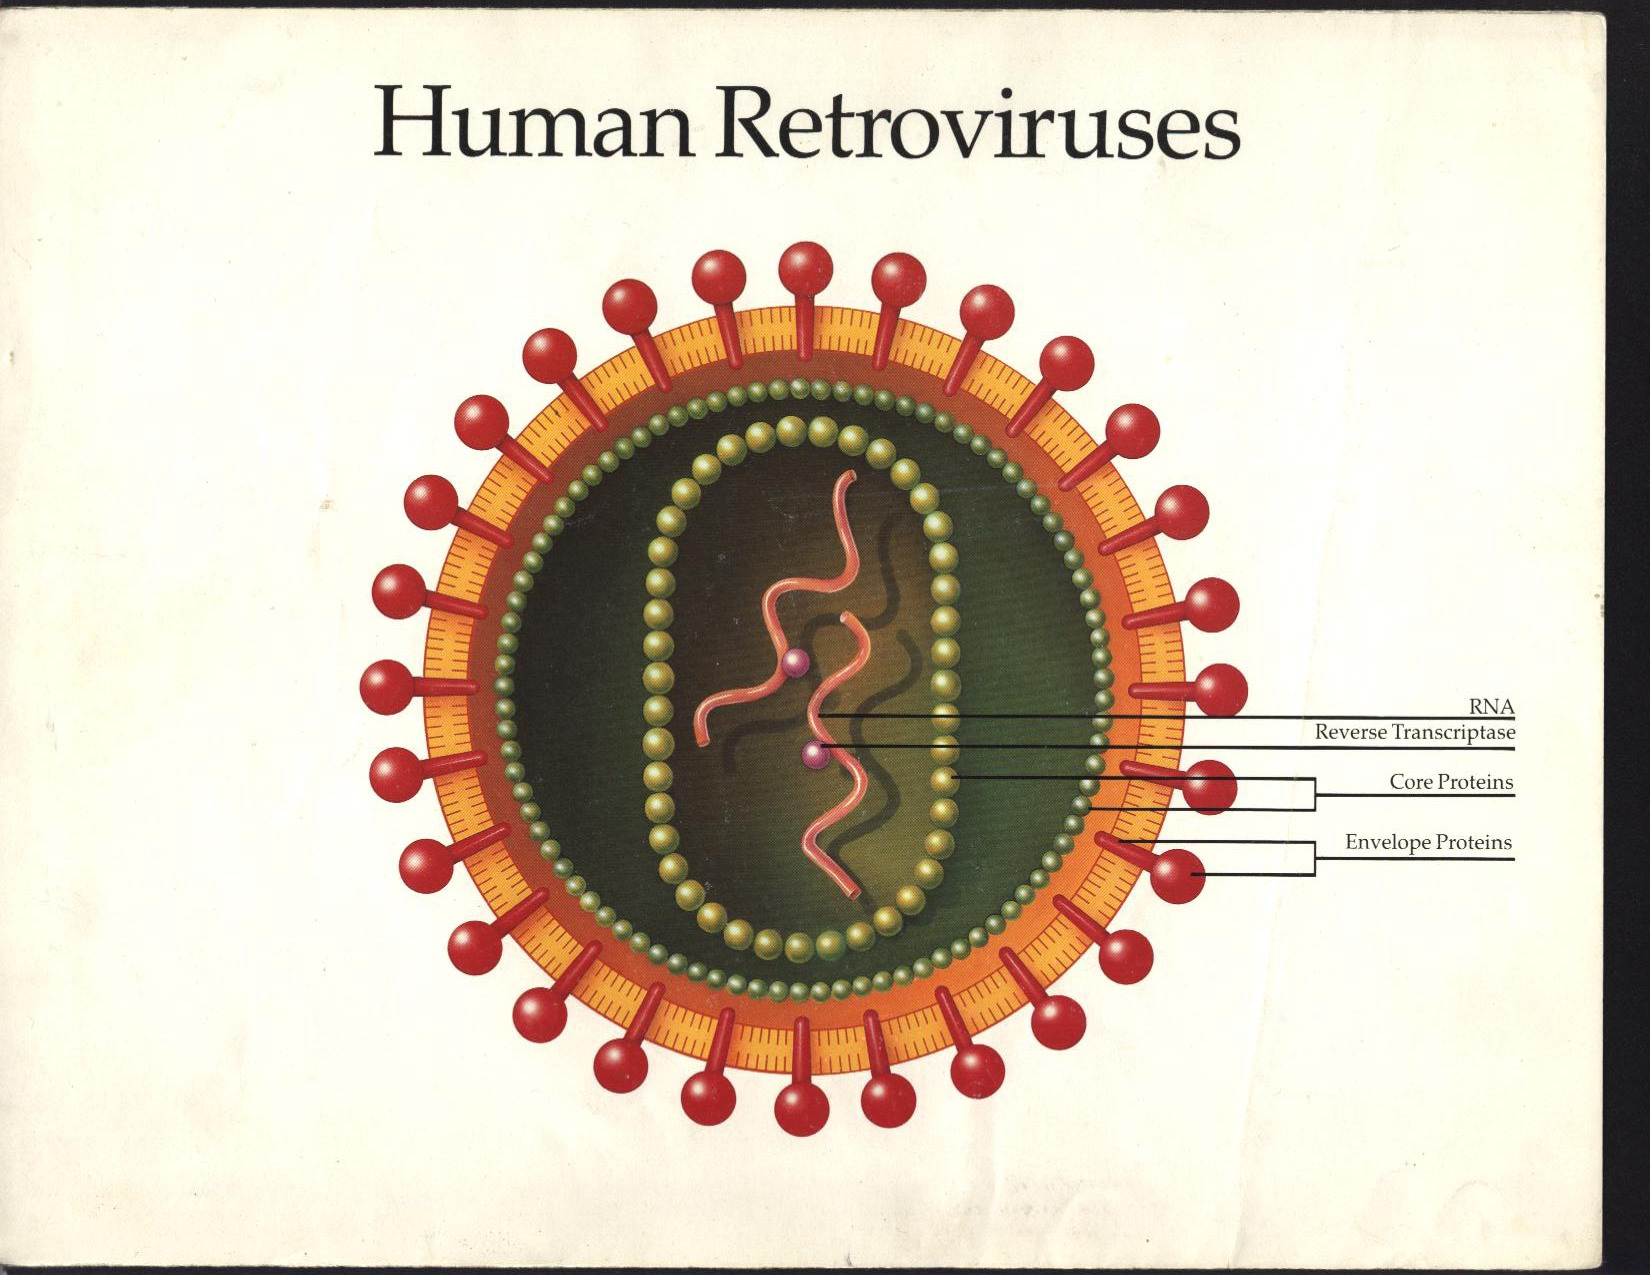 Human Retroviruses
RNA
Reverse Transcriptase
Core Proteins
Envelope Proteins